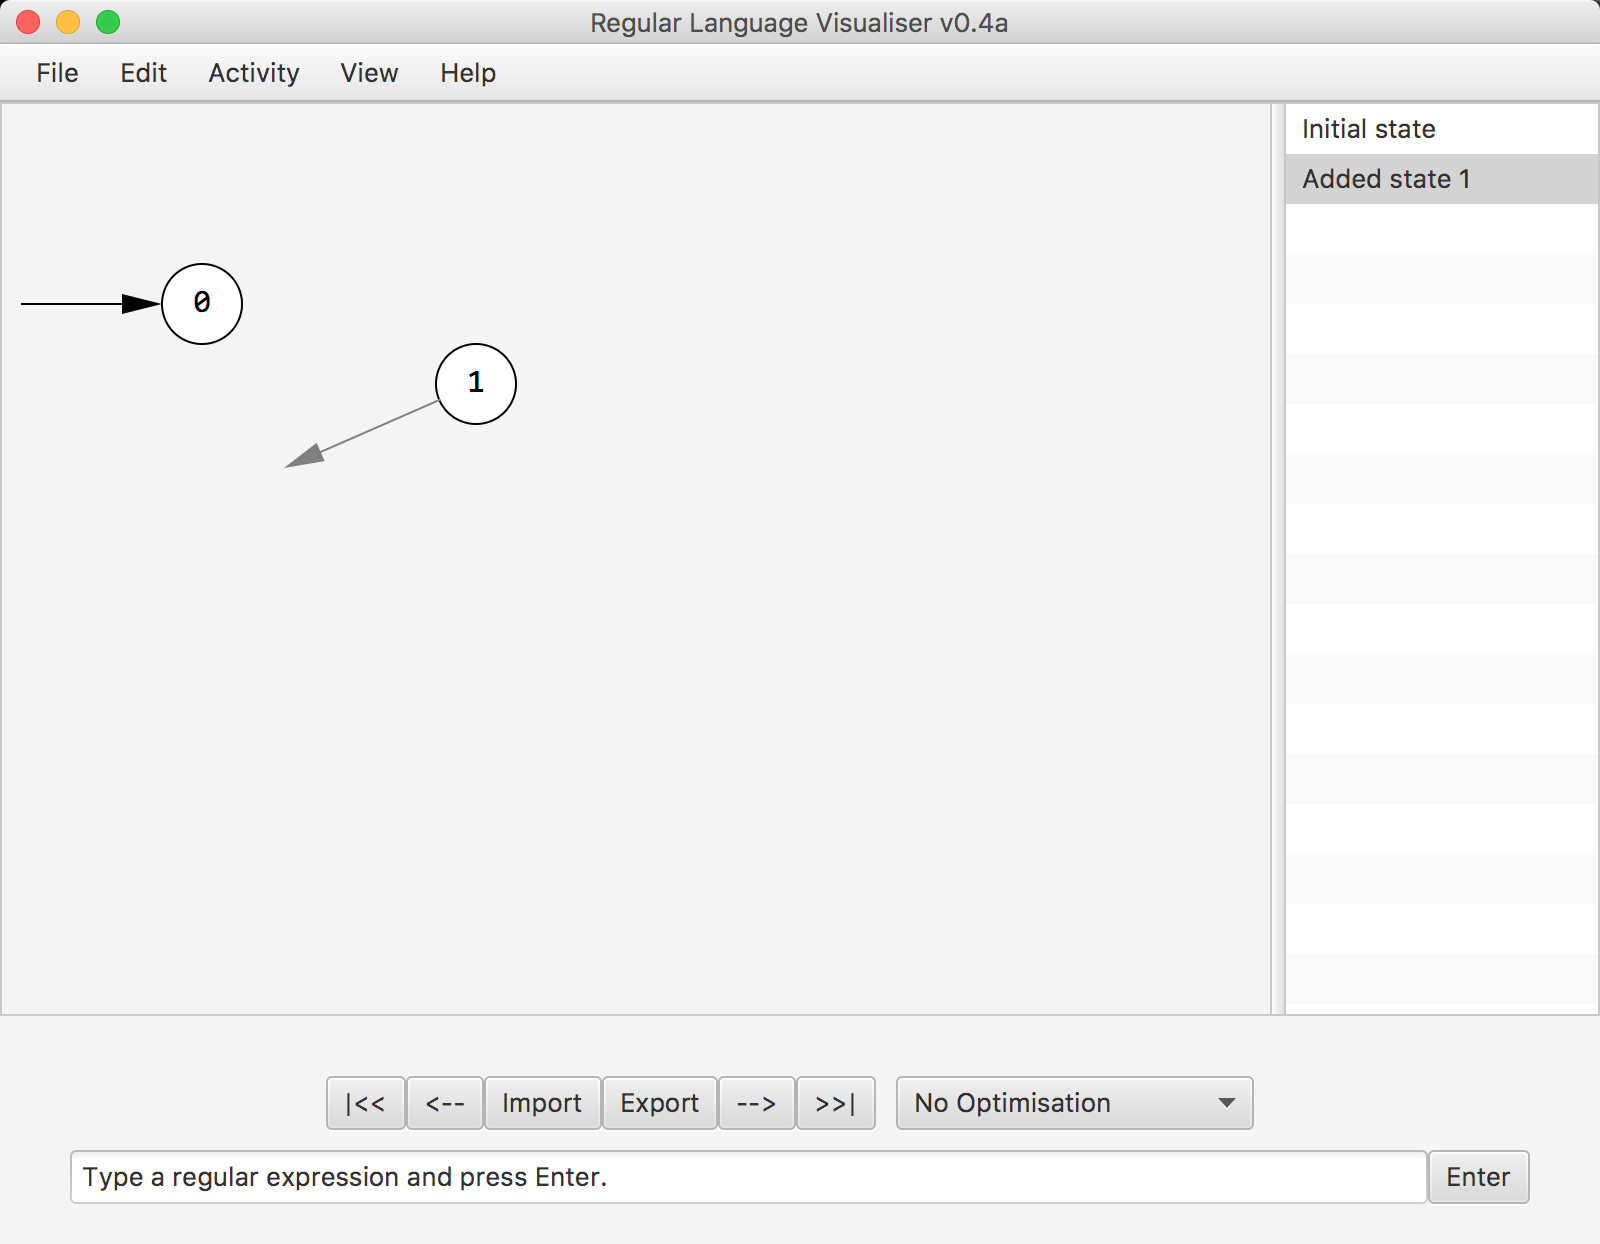 Regular Language Visualiser v0.4a
File Edit Activity View Help
Initial state
Added state 1
0
1
|<< <-- Import Export --> >>| No Optimisation
Type a regular expression and press Enter. Enter